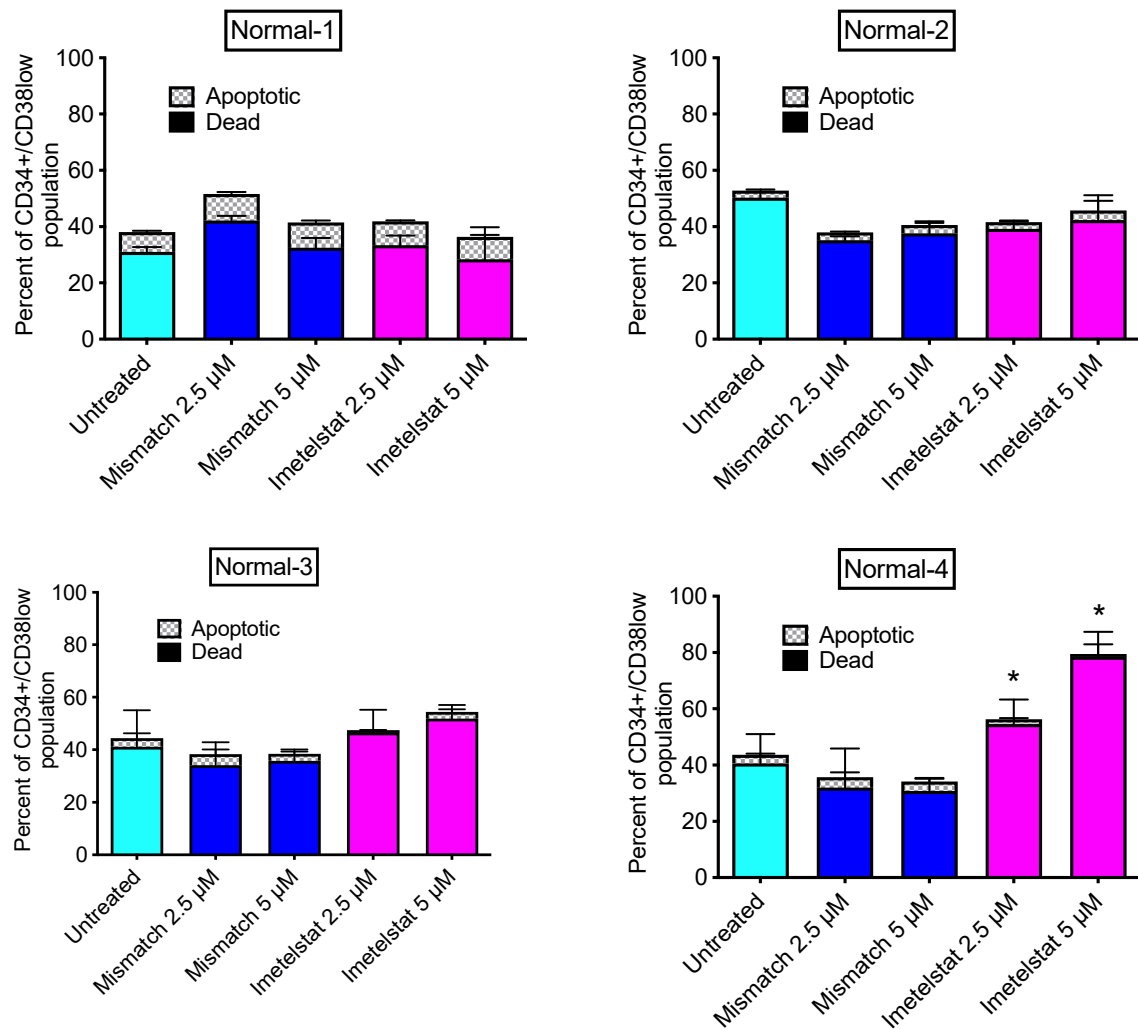 Normal-1
Percent of CD34+/CD38low
population
100
80
60
40
20
0
Apoptotic
Dead
Untreated
Mismatch 2.5 µM
Mismatch 5 µM
Imetelstat 2.5 µM
Imetelstat 5 µM
Normal-2
Percent of CD34+/CD38low
population
100
80
60
40
20
0
Apoptotic
Dead
Untreated
Mismatch 2.5 µM
Mismatch 5 µM
Imetelstat 2.5 µM
Imetelstat 5 µM
Normal-3
Percent of CD34+/CD38low
population
100
80
60
40
20
0
Apoptotic
Dead
Untreated
Mismatch 2.5 µM
Mismatch 5 µM
Imetelstat 2.5 µM
Imetelstat 5 µM
Normal-4
Percent of CD34+/CD38low
population
100
80
60
40
20
0
Apoptotic
Dead
*
*
Untreated
Mismatch 2.5 µM
Mismatch 5 µM
Imetelstat 2.5 µM
Imetelstat 5 µM